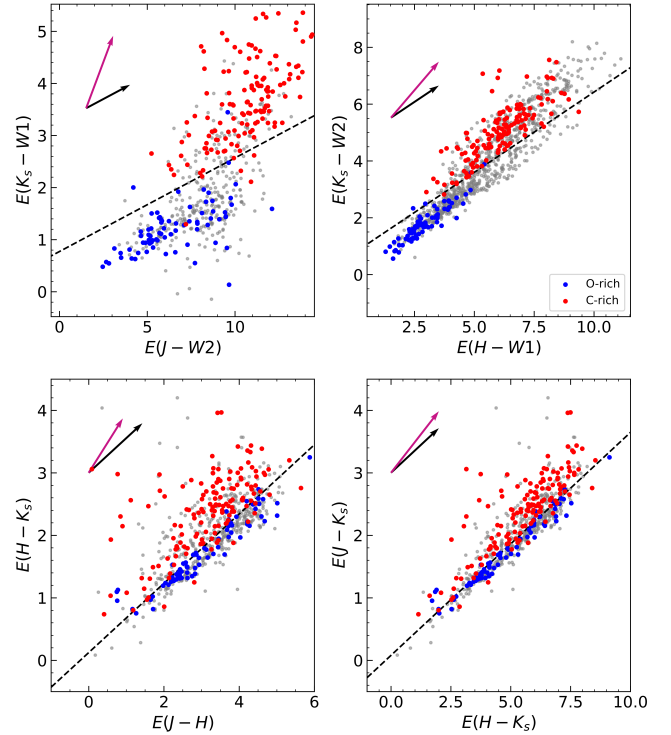 5
4
3
2
1
0
E(Ks − W1)
0 5 10
E(J − W2)
8
6
4
2
0
E(Ks − W2)
O-rich
C-rich
2.5 5.0 7.5 10.0
E(H − W1)
4
3
2
1
0
E(H − Ks)
0 2 4 6
E(J − H)
4
3
2
1
0
E(J − Ks)
0.0 2.5 5.0 7.5 10.0
E(H − Ks)